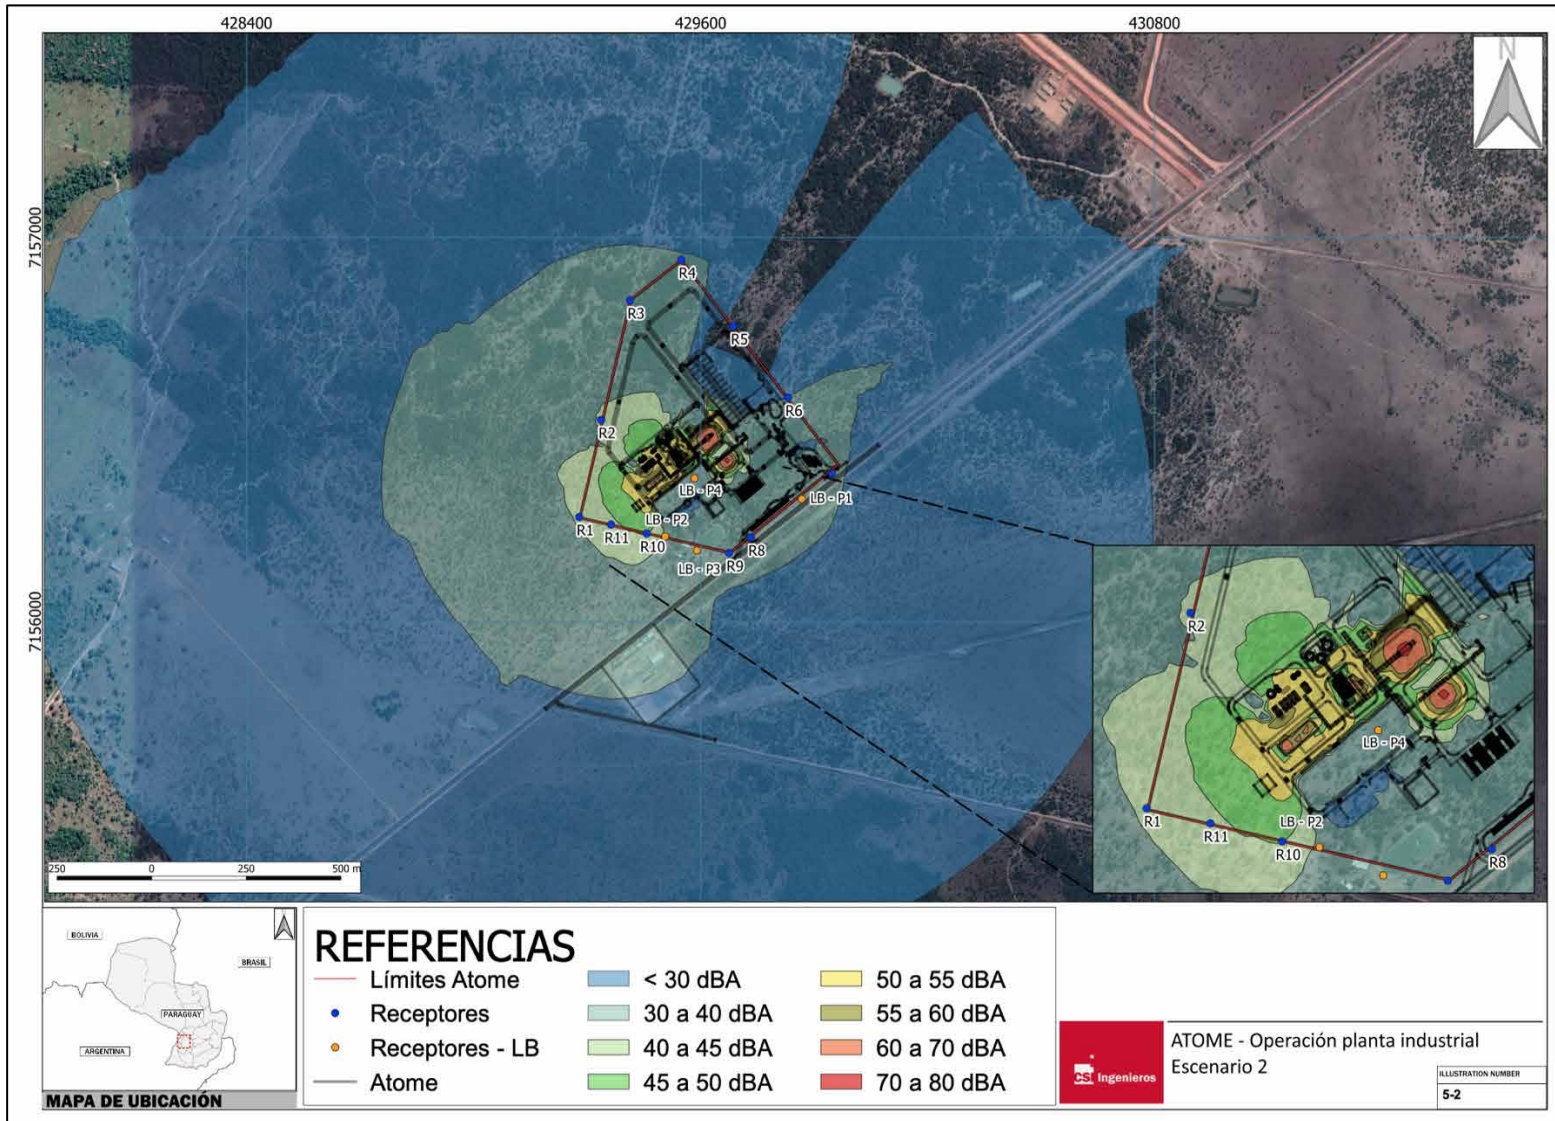 428400
429600
430800
N
7157000
7156000
R4
R3
R5
R6
R2
LB - P4
LB - P1
LB - P2
R1
R11
R10
R8
LB - P3
R9
R2
LB - P4
R1
R11
LB - P2
R10
R8
250 0 250 500 m
BOLIVIA
BRASIL
PARAGUAY
ARGENTINA
MAPA DE UBICACIÓN
REFERENCIAS
Límites Atome
Receptores
Receptores - LB
Atome
< 30 dBA
30 a 40 dBA
40 a 45 dBA
45 a 50 dBA
50 a 55 dBA
55 a 60 dBA
60 a 70 dBA
70 a 80 dBA
CSI Ingenieros
ATOME - Operación planta industrial
Escenario 2
ILLUSTRATION NUMBER
5-2